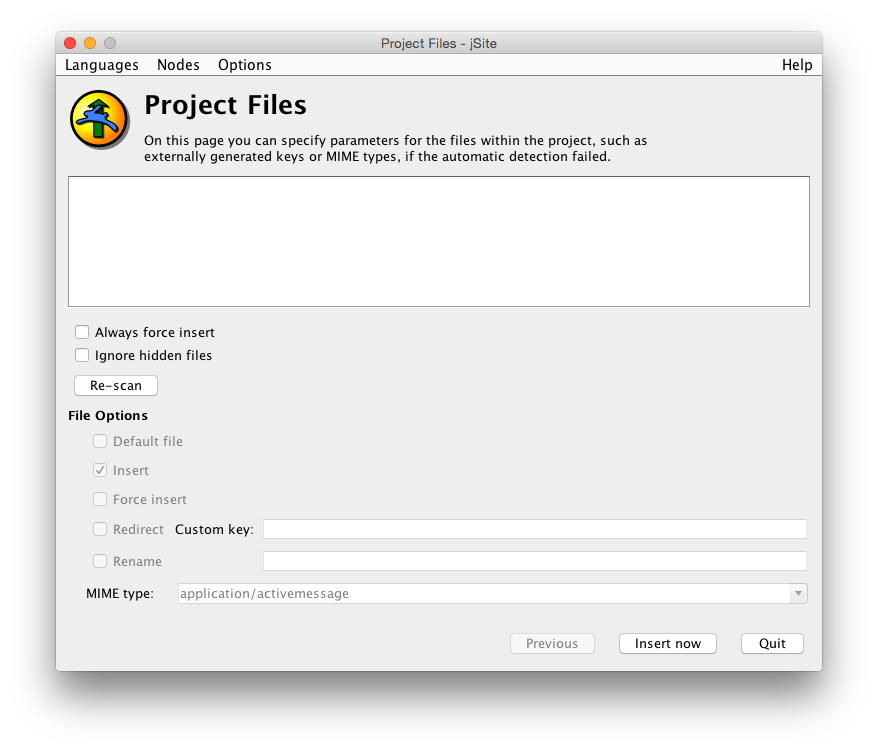 Project Files - jSite
Languages Nodes Options Help
Project Files
On this page you can specify parameters for the files within the project, such as
externally generated keys or MIME types, if the automatic detection failed.
Always force insert
Ignore hidden files
Re-scan
File Options
Default file
Insert
Force insert
Redirect Custom key:
Rename
MIME type: application/activemessage
Previous Insert now Quit